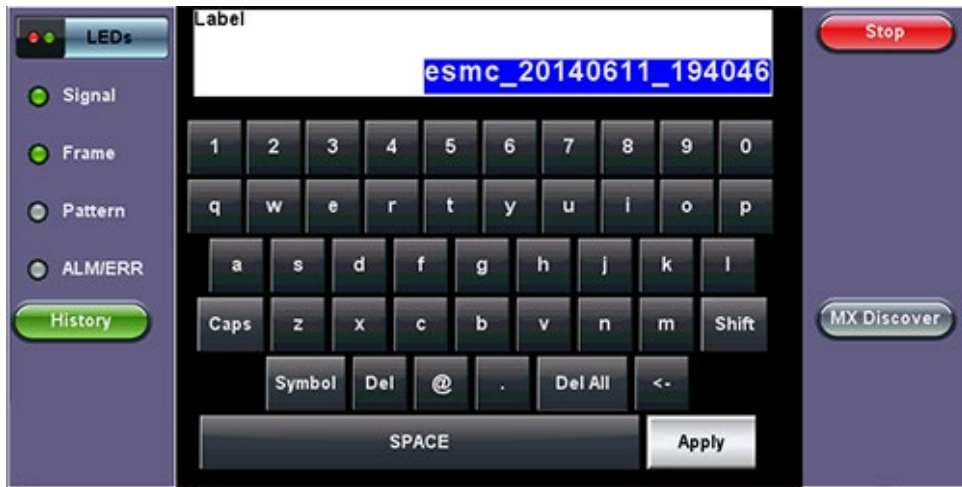 LEDs
Signal
Frame
Pattern
ALM/ERR
History
Label
esmc_20140611_194046
1 2 3 4 5 6 7 8 9 0
q w e r t y u i o p
a s d f g h j k l
Caps z x c b v n m Shift
Symbol Del @ . Del All <-
SPACE Apply
Stop
MX Discover